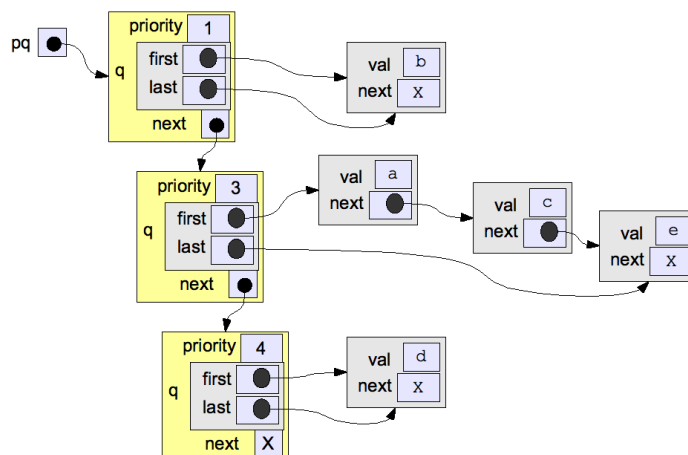 priority 1
pq
q
first
last
next
val b
next X
priority 3
q
first
last
next
val a
next
val c
next
val e
next X
priority 4
q
first
last
next X
val d
next X